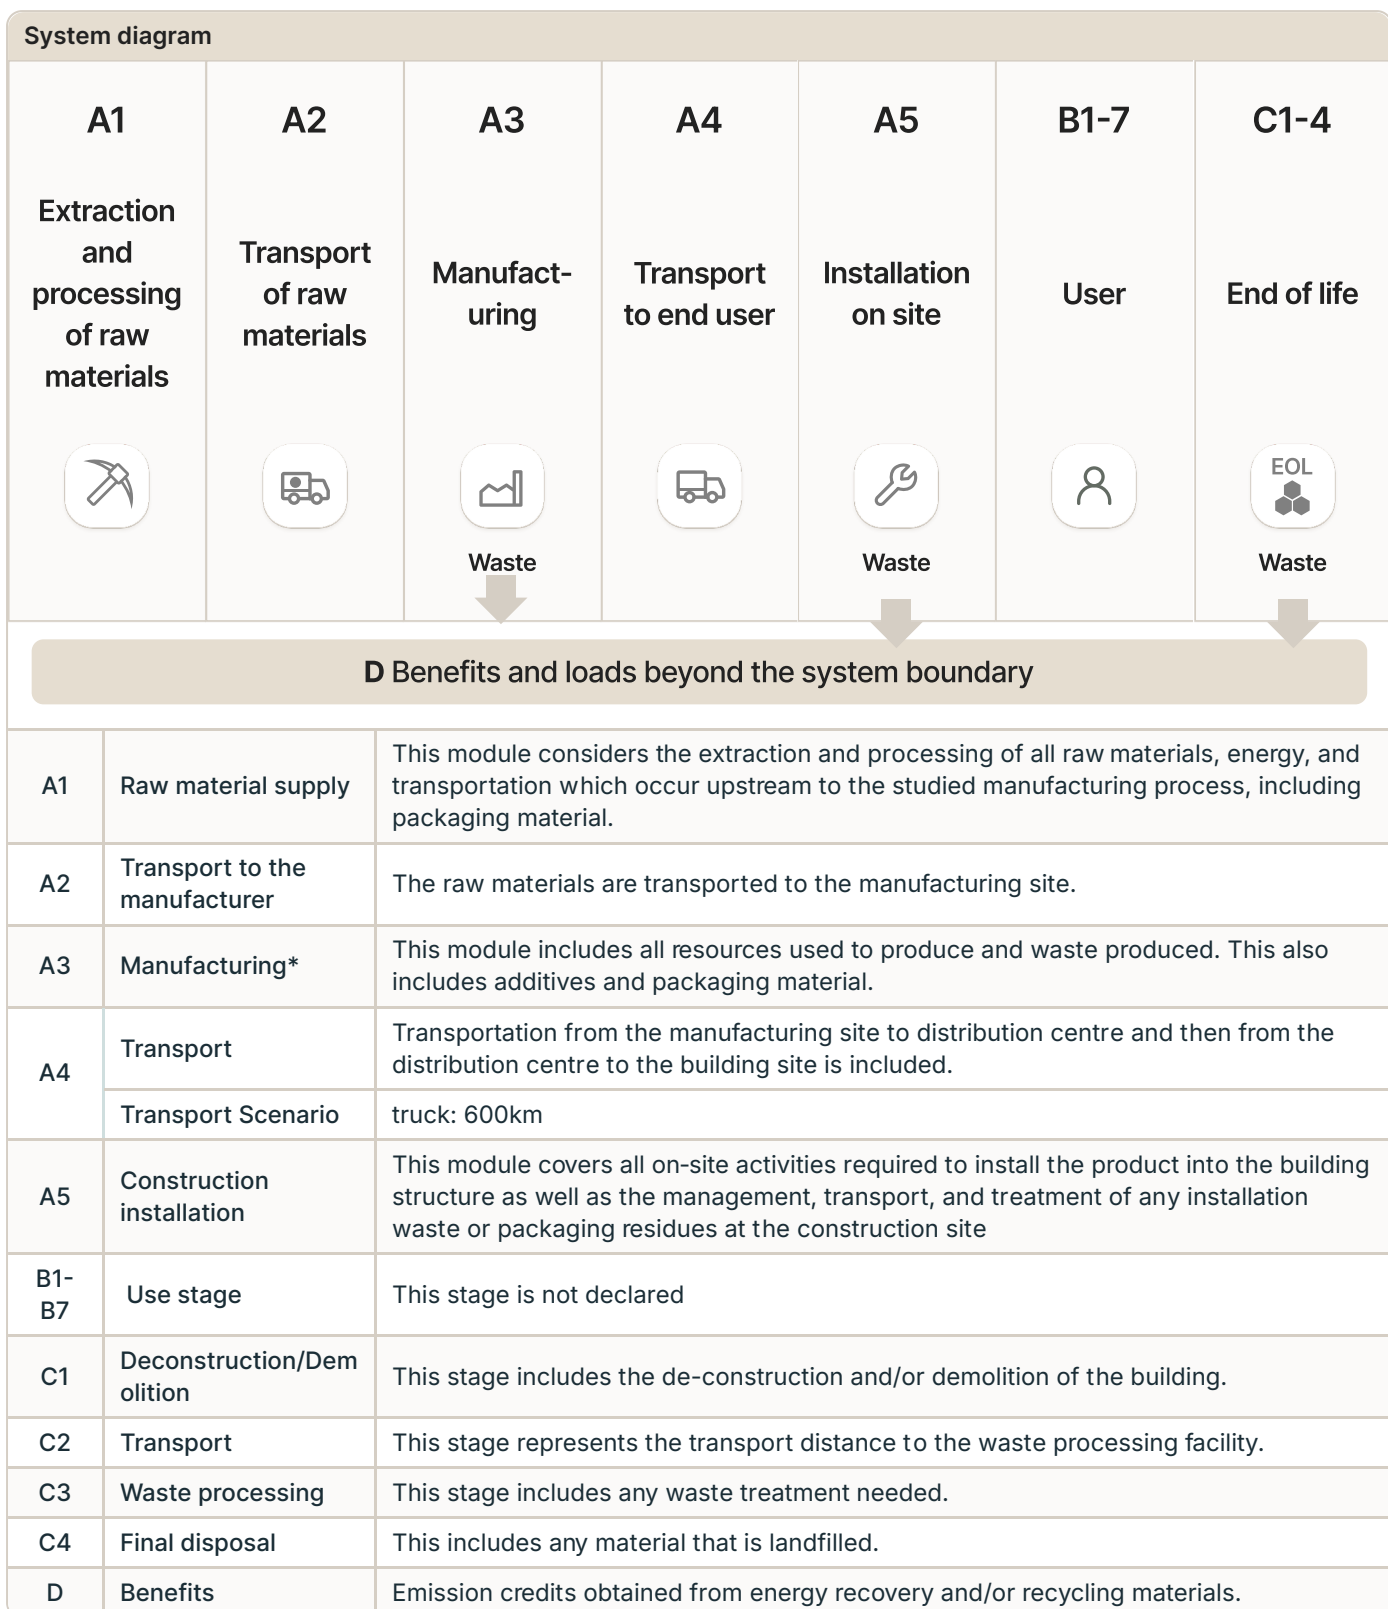 System diagram
A1
Extraction
and
processing
of raw
materials
A2
Transport
of raw
materials
A3
Manufact-
uring
Waste
A4
Transport
to end user
A5
Installation
on site
Waste
B1-7
User
C1-4
End of life
EOL
Waste
D Benefits and loads beyond the system boundary
A1
Raw material supply
This module considers the extraction and processing of all raw materials, energy, and
transportation which occur upstream to the studied manufacturing process, including
packaging material.
A2
Transport to the
manufacturer
The raw materials are transported to the manufacturing site.
A3
Manufacturing*
This module includes all resources used to produce and waste produced. This also
includes additives and packaging material.
A4
Transport
Transportation from the manufacturing site to distribution centre and then from the
distribution centre to the building site is included.
Transport Scenario
truck: 600km
A5
Construction
installation
This module covers all on-site activities required to install the product into the building
structure as well as the management, transport, and treatment of any installation
waste or packaging residues at the construction site
B1-
B7
Use stage
This stage is not declared
C1
Deconstruction/Dem
olition
This stage includes the de-construction and/or demolition of the building.
C2
Transport
This stage represents the transport distance to the waste processing facility.
C3
Waste processing
This stage includes any waste treatment needed.
C4
Final disposal
This includes any material that is landfilled.
D
Benefits
Emission credits obtained from energy recovery and/or recycling materials.